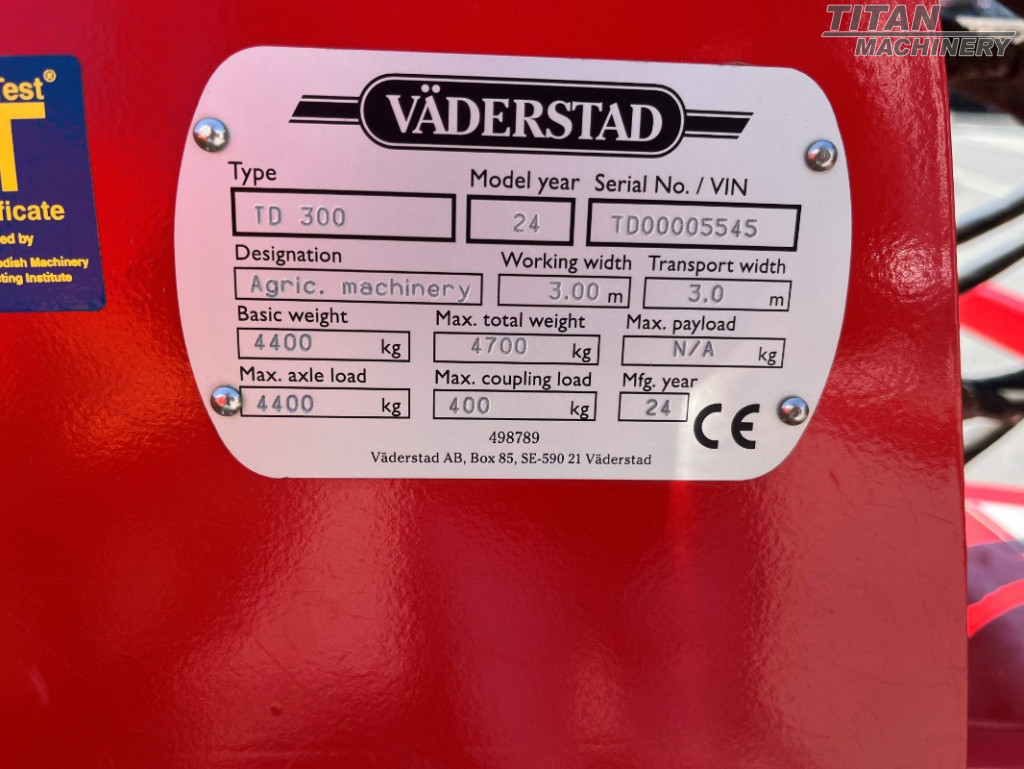 TITAN
MACHINERY
Test®
T
ificate
ed by
edish Machinery
ting Institute
VÄDERSTAD
Type Model year Serial No. / VIN
TD 300 24 TD00005545
Designation Working width Transport width
Agric. machinery 3.00 m 3.0 m
Basic weight Max. total weight Max. payload
4400 kg 4700 kg N/A kg
Max. axle load Max. coupling load Mfg. year
4400 kg 400 kg 24 CE
498789
Väderstad AB, Box 85, SE-590 21 Väderstad